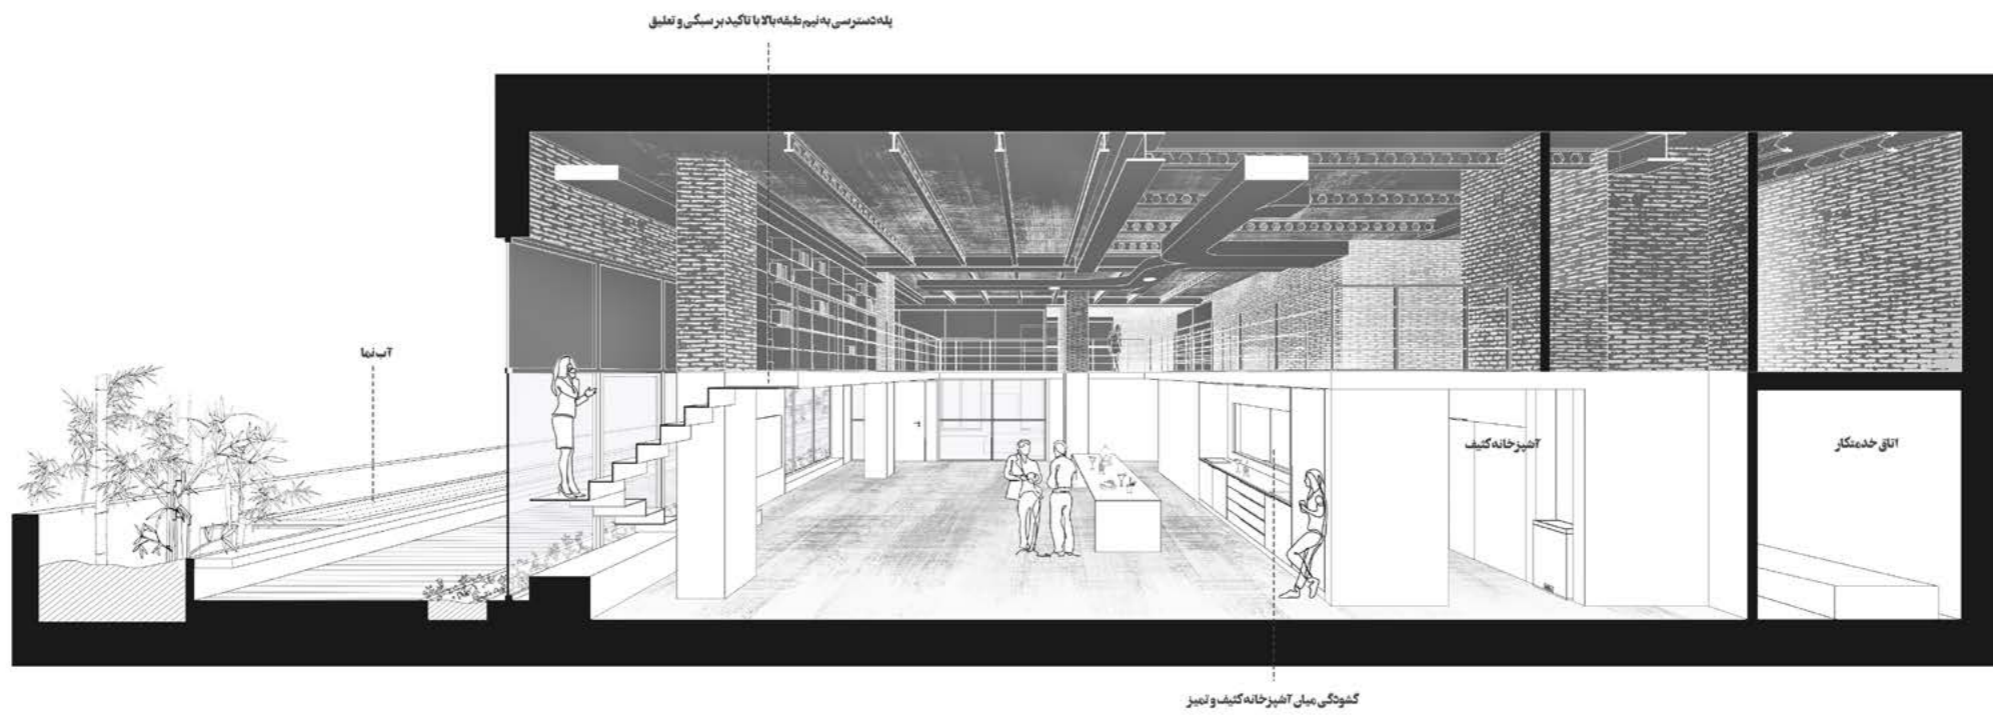 پله دسترسی به نیم طبقه بالا با تاکید بر سبکی و تعلیق
آب نما
آشپزخانه کثیف
اتاق خدمتکار
گشودگی میان آشپزخانه کثیف و تمیز